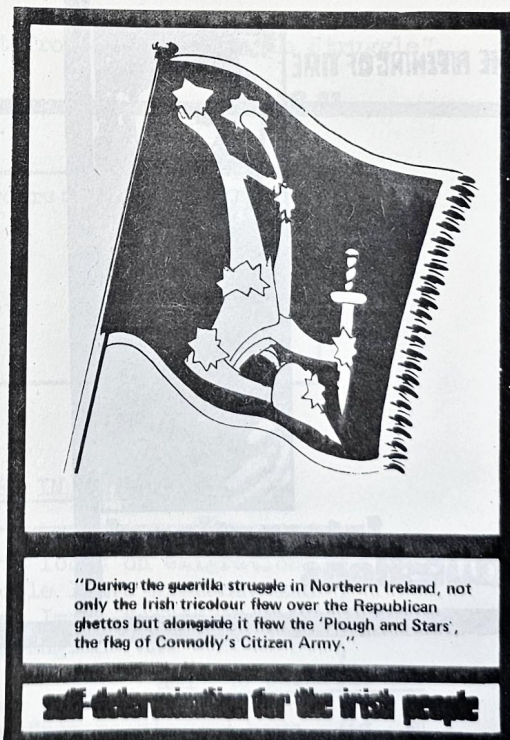 "During the guerilla struggle in Northern Ireland, not
only the Irish tricolour flew over the Republican
ghettos but alongside it flew the 'Plough and Stars',
the flag of Connolly's Citizen Army."
self-determination for the irish people